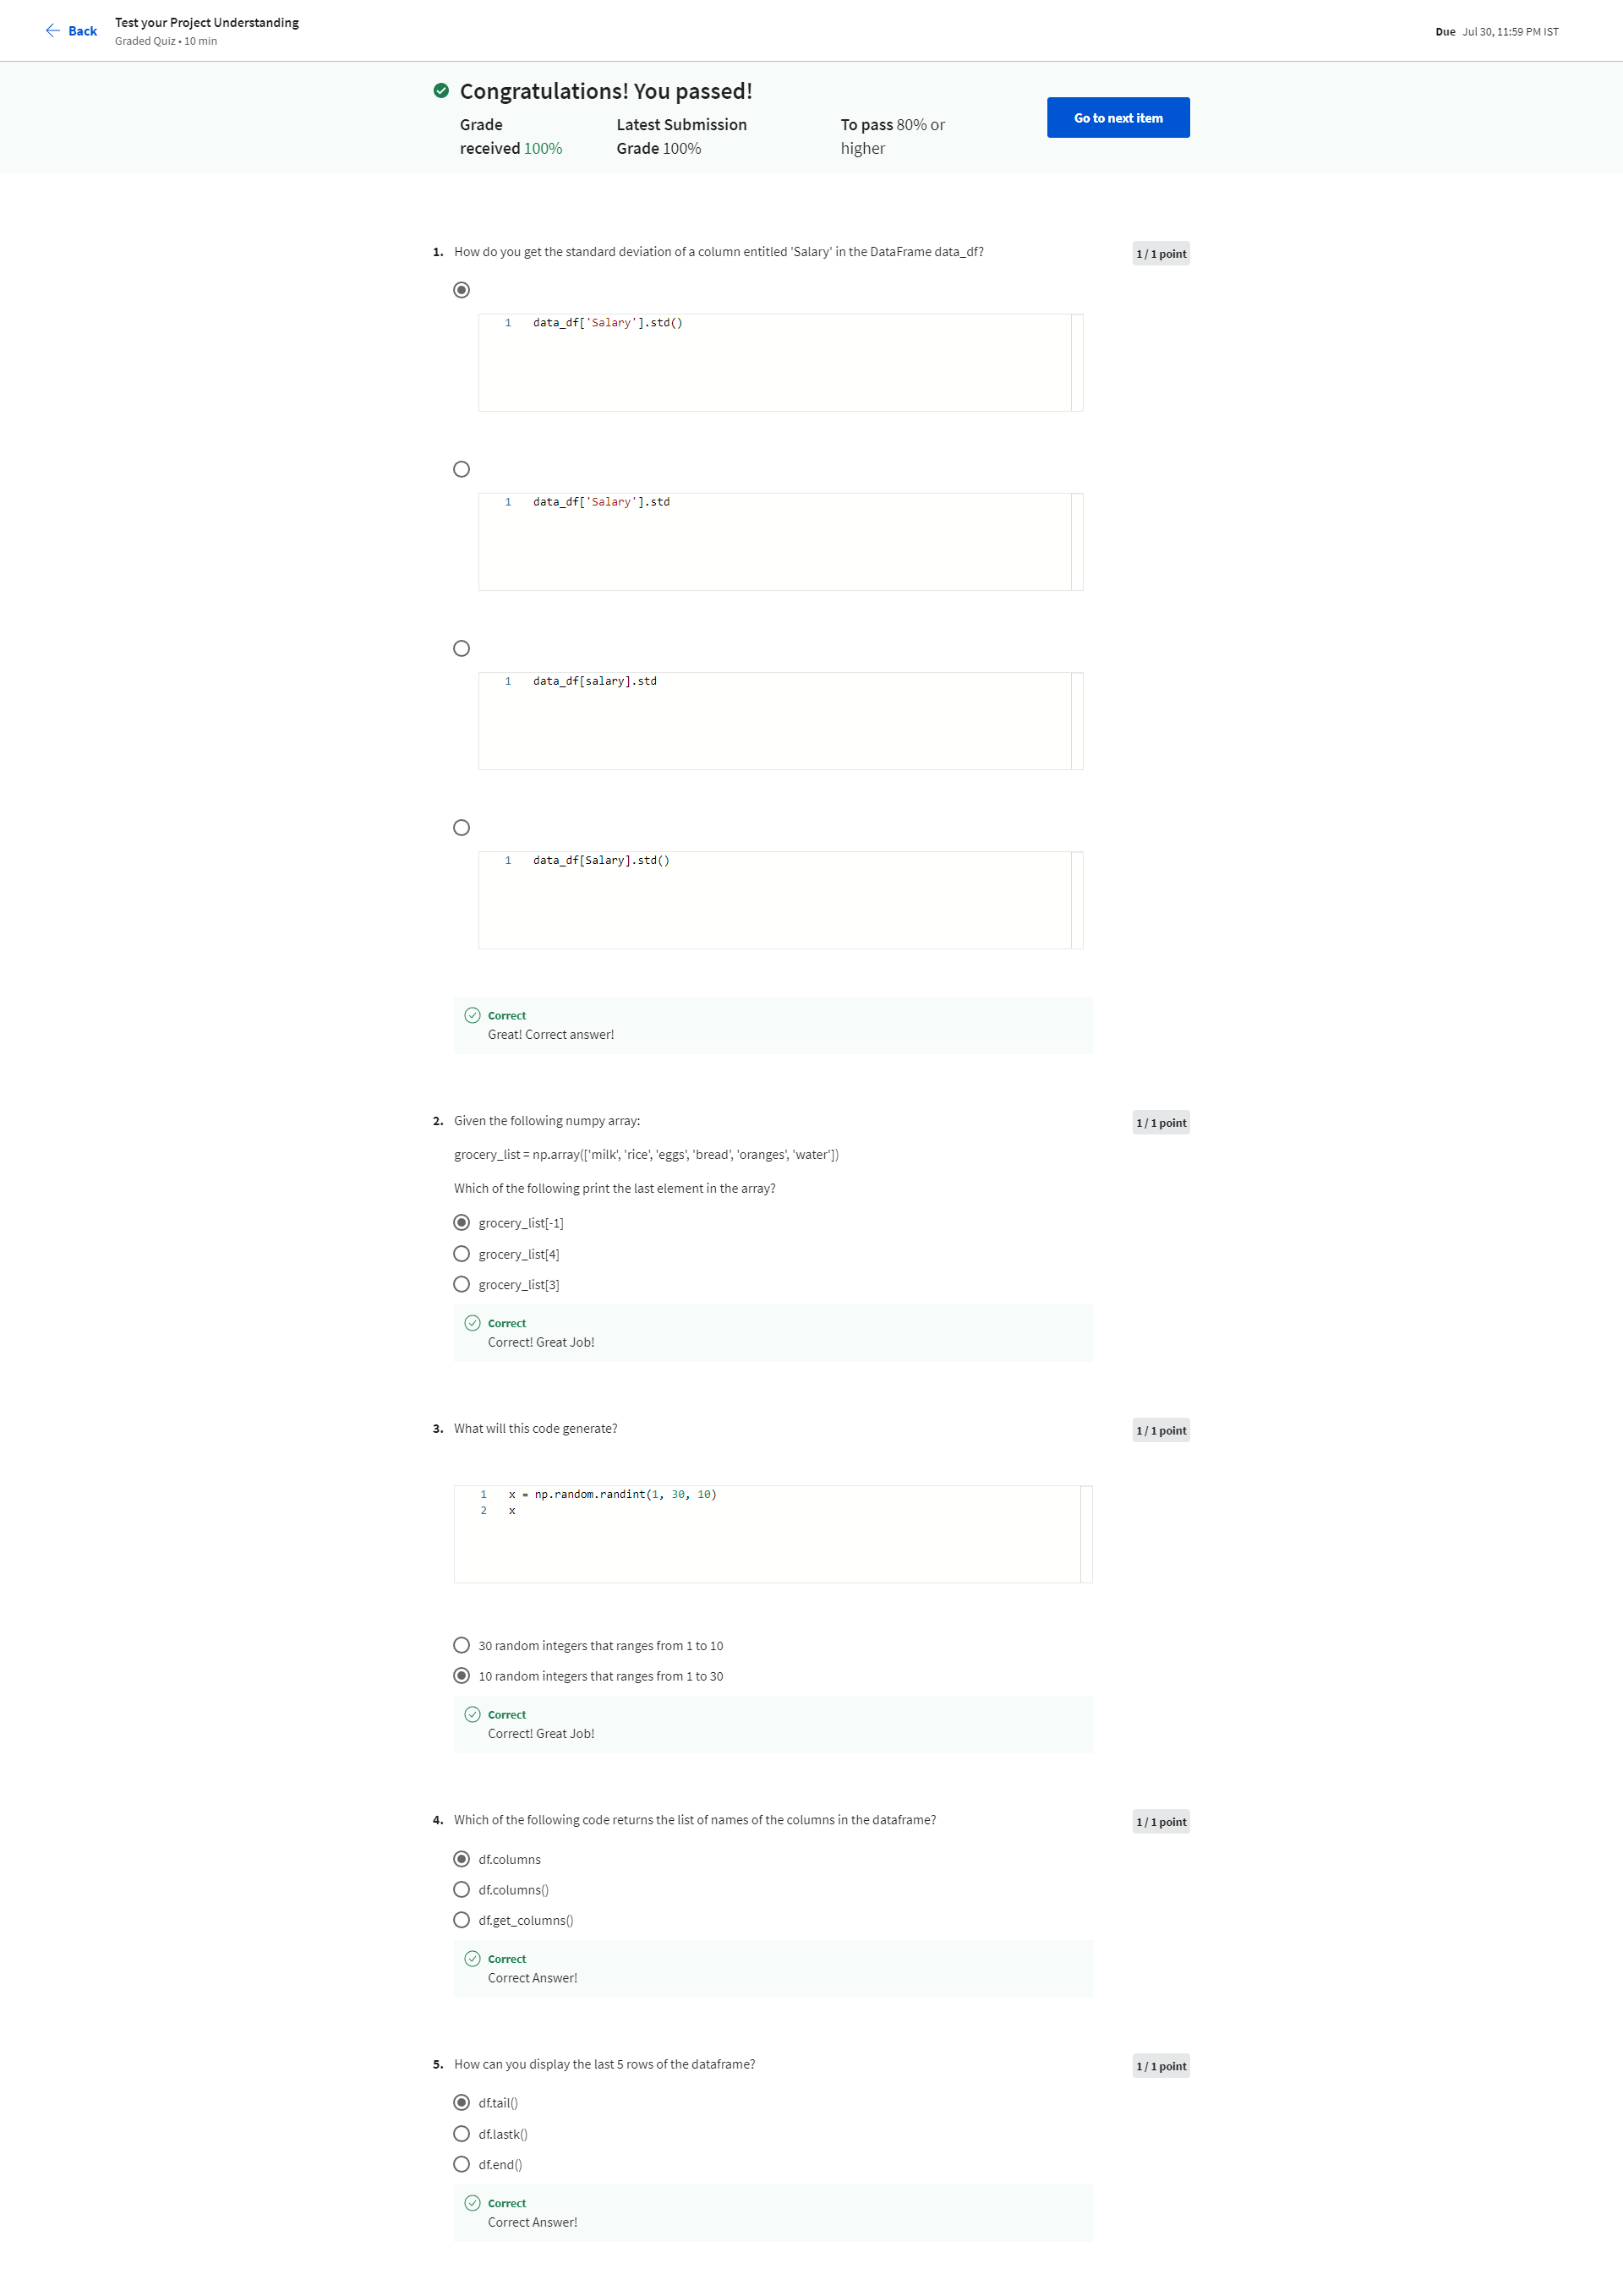 Back
Test your Project Understanding
Graded Quiz • 10 min
Due Jul 30, 11:59 PM IST
Congratulations! You passed!
Grade
received 100%
Latest Submission
Grade 100%
To pass 80% or
higher
Go to next item
1. How do you get the standard deviation of a column entitled 'Salary' in the DataFrame data_df?
1 / 1 point
1 data_df['Salary'].std()
1 data_df['Salary'].std
1 data_df[salary].std
1 data_df[Salary].std()
Correct
Great! Correct answer!
2. Given the following numpy array:
1 / 1 point
grocery_list = np.array(['milk', 'rice', 'eggs', 'bread', 'oranges', 'water'])
Which of the following print the last element in the array?
grocery_list[-1]
grocery_list[4]
grocery_list[3]
Correct
Correct! Great Job!
3. What will this code generate?
1 / 1 point
1 x = np.random.randint(1, 30, 10)
2 x
30 random integers that ranges from 1 to 10
10 random integers that ranges from 1 to 30
Correct
Correct! Great Job!
4. Which of the following code returns the list of names of the columns in the dataframe?
1 / 1 point
df.columns
df.columns()
df.get_columns()
Correct
Correct Answer!
5. How can you display the last 5 rows of the dataframe?
1 / 1 point
df.tail()
df.lastk()
df.end()
Correct
Correct Answer!